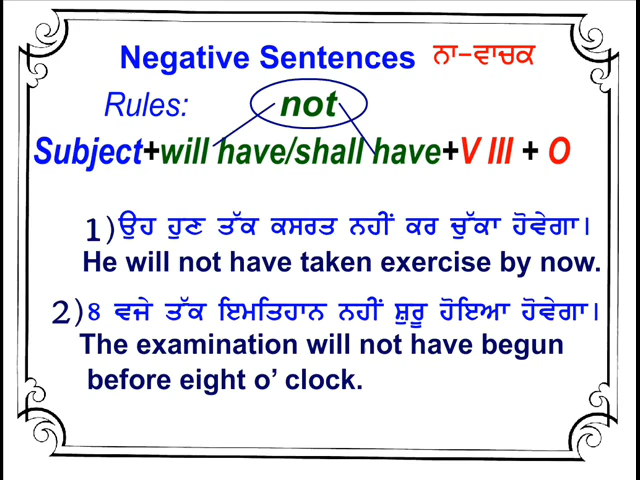 Negative Sentences ਨਾ-ਵਾਚਕ
Rules: not
Subject+will have/shall have+V III + O
1) ਉਹ ਹੁਣ ਤੱਕ ਕਸਰਤ ਨਹੀਂ ਕਰ ਚੁੱਕਾ ਹੋਵੇਗਾ।
He will not have taken exercise by now.
2) 8 ਵਜੇ ਤੱਕ ਇਮਤਿਹਾਨ ਨਹੀਂ ਸ਼ੁਰੂ ਹੋਇਆ ਹੋਵੇਗਾ।
The examination will not have begun
before eight o’ clock.